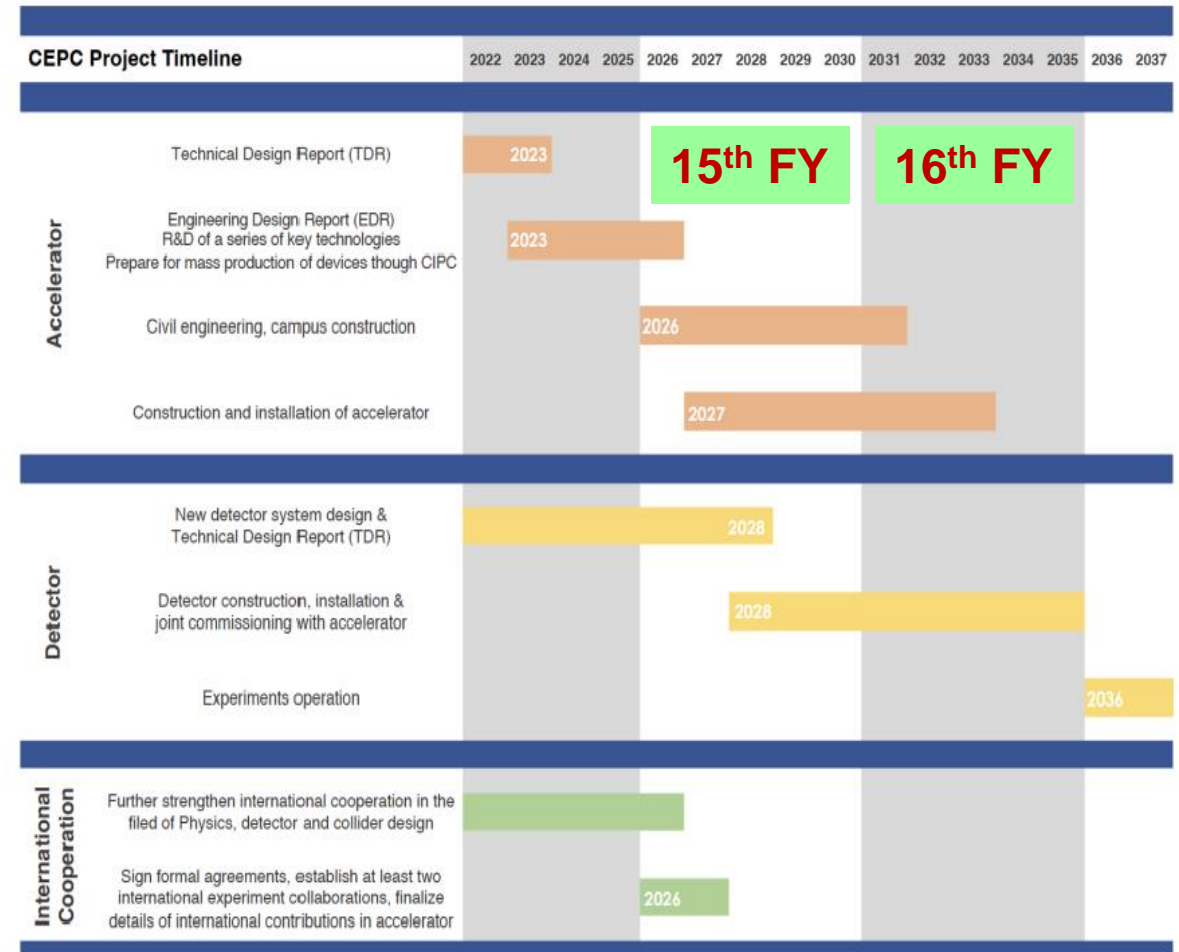 CEPC Project Timeline 2022 2023 2024 2025 2026 2027 2028 2029 2030 2031 2032 2033 2034 2035 2036 2037
Accelerator
Technical Design Report (TDR)
2023
15th FY
16th FY
Engineering Design Report (EDR)
R&D of a series of key technologies
Prepare for mass production of devices though CIPC
2023
Civil engineering, campus construction
2026
Construction and installation of accelerator
2027
Detector
New detector system design &
Technical Design Report (TDR)
2028
Detector construction, installation &
joint commissioning with accelerator
2028
Experiments operation
2036
International
Cooperation
Further strengthen international cooperation in the
filed of Physics, detector and collider design
Sign formal agreements, establish at least two
international experiment collaborations, finalize
details of international contributions in accelerator
2026